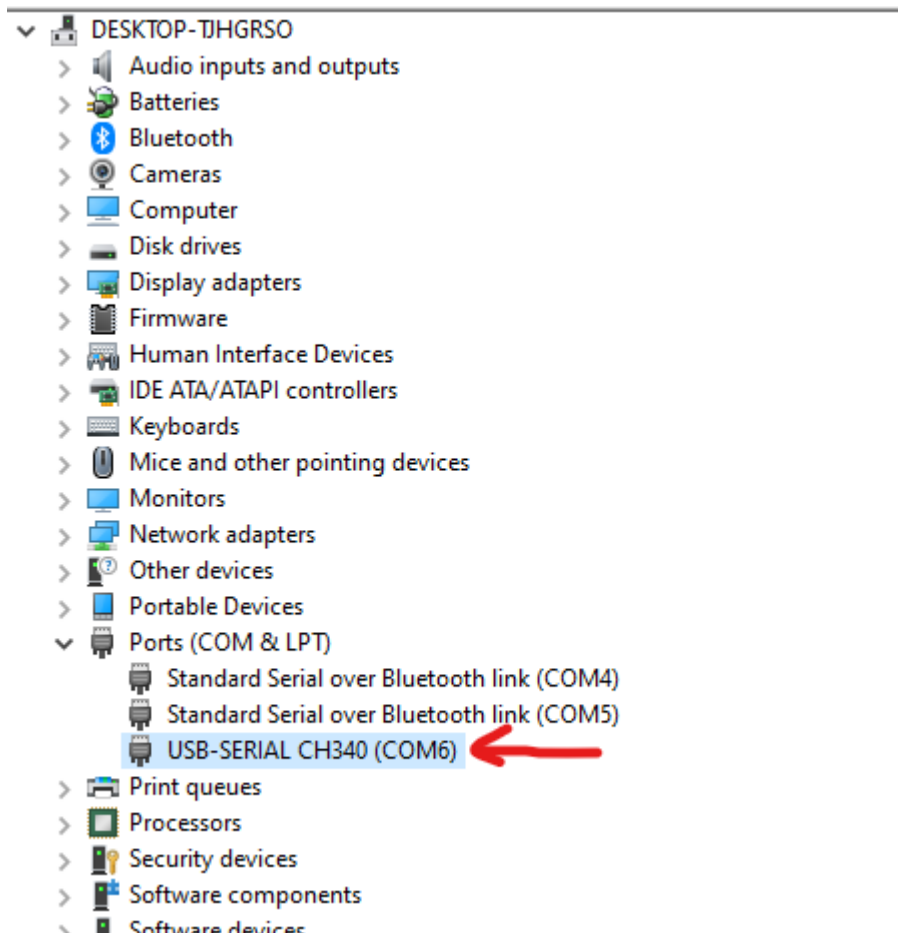 DESKTOP-TJHGRSO
Audio inputs and outputs
Batteries
Bluetooth
Cameras
Computer
Disk drives
Display adapters
Firmware
Human Interface Devices
IDE ATA/ATAPI controllers
Keyboards
Mice and other pointing devices
Monitors
Network adapters
Other devices
Portable Devices
Ports (COM & LPT)
Standard Serial over Bluetooth link (COM4)
Standard Serial over Bluetooth link (COM5)
USB-SERIAL CH340 (COM6)
Print queues
Processors
Security devices
Software components
Software devices